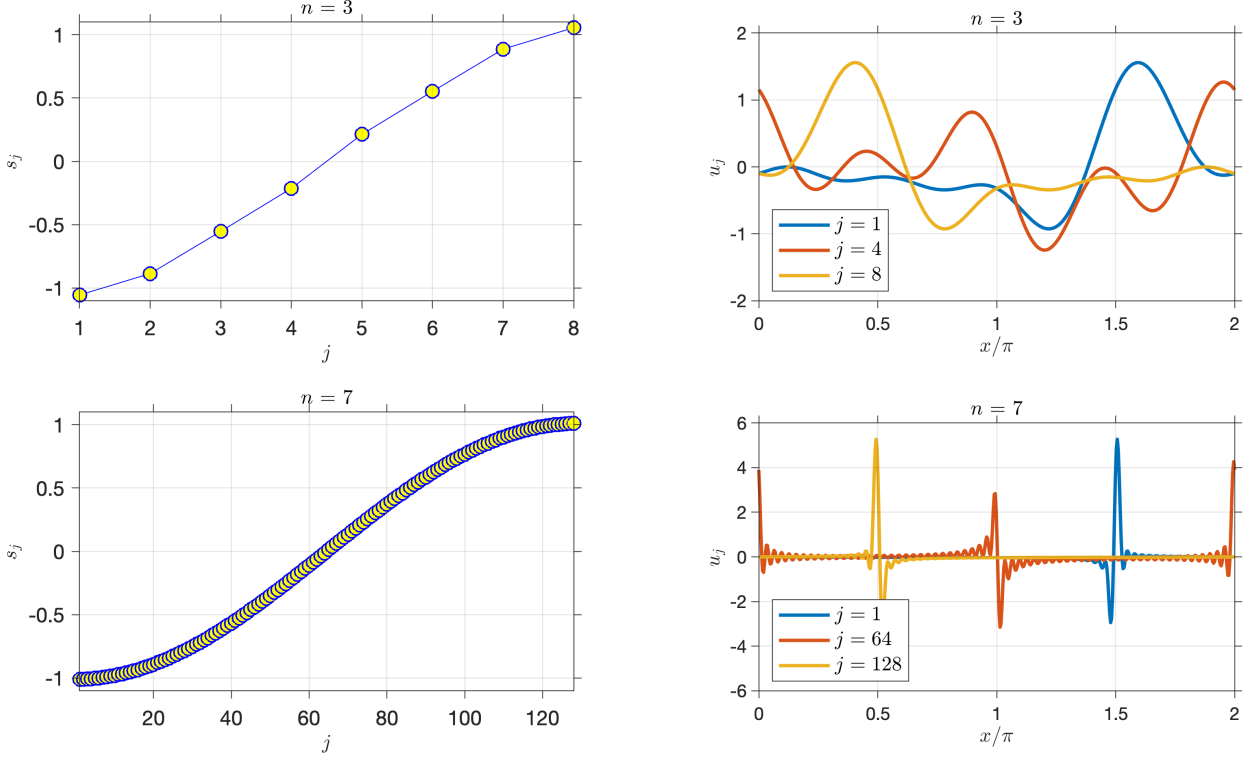 n = 3
s_j
1
0.5
0
-0.5
-1
1 2 3 4 5 6 7 8
j
n = 3
u_j
2
1
0
-1
-2
j = 1
j = 4
j = 8
0 0.5 1 1.5 2
x/π
n = 7
s_j
1
0.5
0
-0.5
-1
20 40 60 80 100 120
j
n = 7
u_j
6
4
2
0
-2
-4
-6
j = 1
j = 64
j = 128
0 0.5 1 1.5 2
x/π